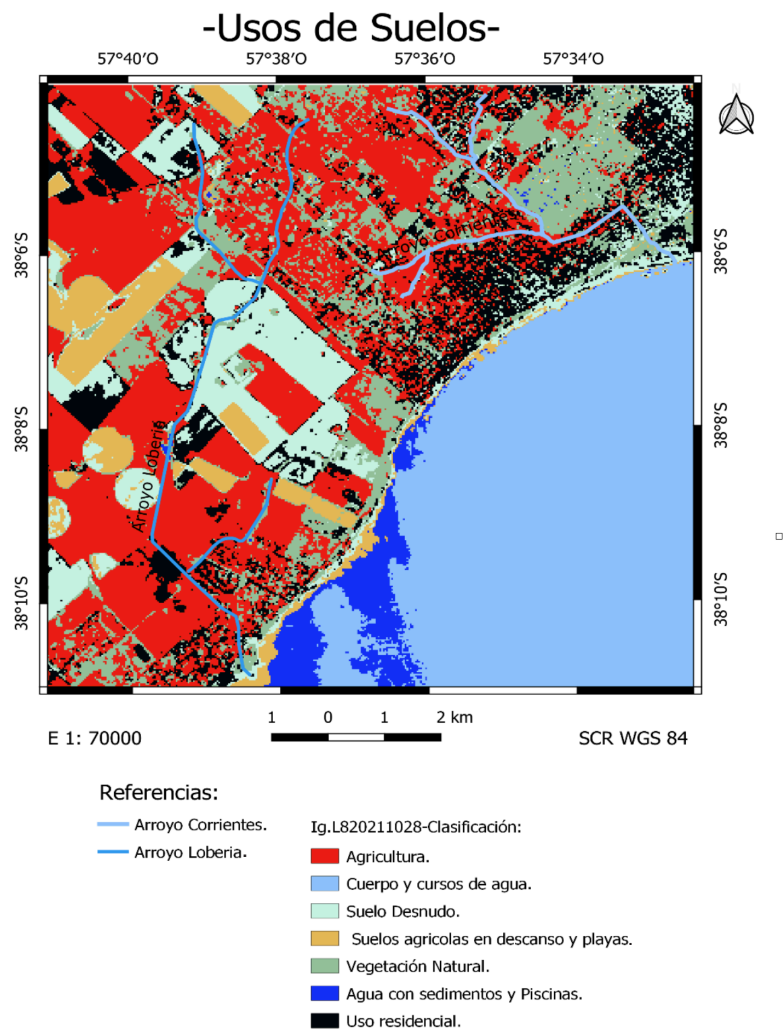 -Usos de Suelos-
57°40′O 57°38′O 57°36′O 57°34′O
N
38°6′S
38°8′S
38°10′S
38°6′S
38°8′S
38°10′S
Arroyo Corrientes
Arroyo Loberia
1 0 1 2 km
E 1: 70000
SCR WGS 84
Referencias:
Arroyo Corrientes.
Arroyo Loberia.
Ig.L820211028-Clasificación:
Agricultura.
Cuerpo y cursos de agua.
Suelo Desnudo.
Suelos agricolas en descanso y playas.
Vegetación Natural.
Agua con sedimentos y Piscinas.
Uso residencial.